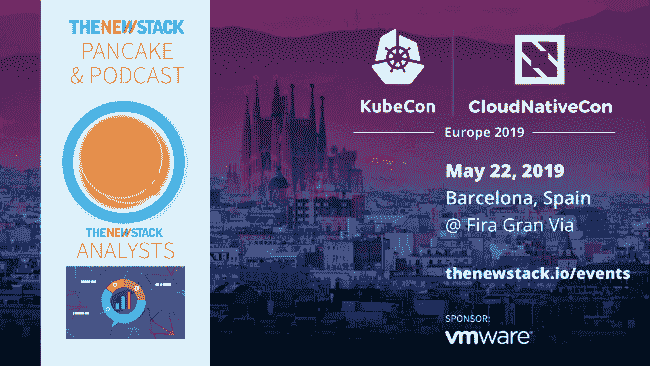 THENEWSTACK
PANCAKE
& PODCAST
THENEWSTACK
ANALYSTS
KubeCon
CloudNativeCon
Europe 2019
May 22, 2019
Barcelona, Spain
@ Fira Gran Via
thenewstack.io/events
SPONSOR:
vmware